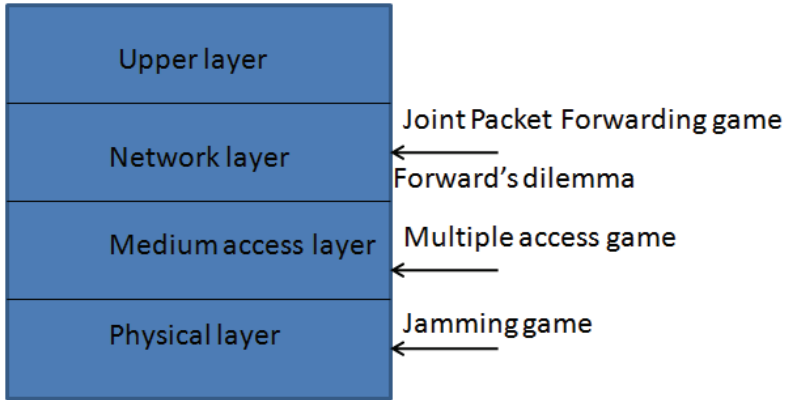 Upper layer
Joint Packet Forwarding game
Network layer
Forward's dilemma
Medium access layer
Multiple access game
Jamming game
Physical layer